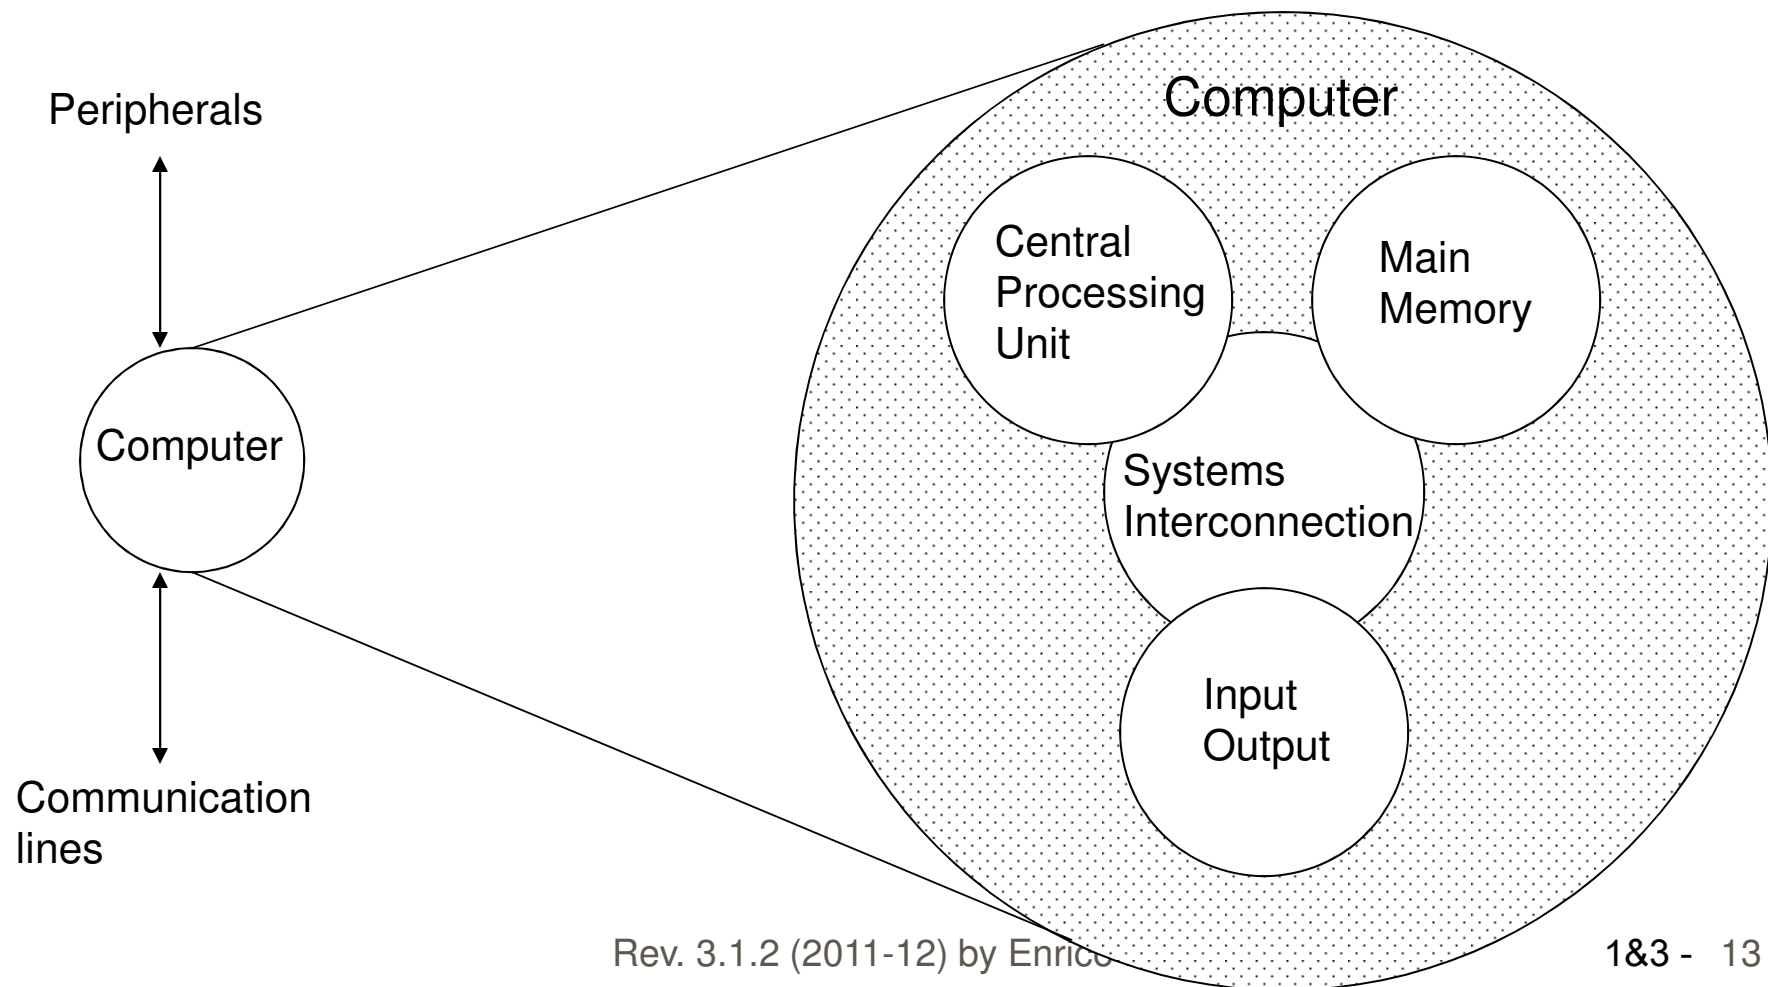 Peripherals
Computer
Communication
lines
Computer
Central
Processing
Unit
Main
Memory
Systems
Interconnection
Input
Output
Rev. 3.1.2 (2011-12) by Enrico
1&3 - 13